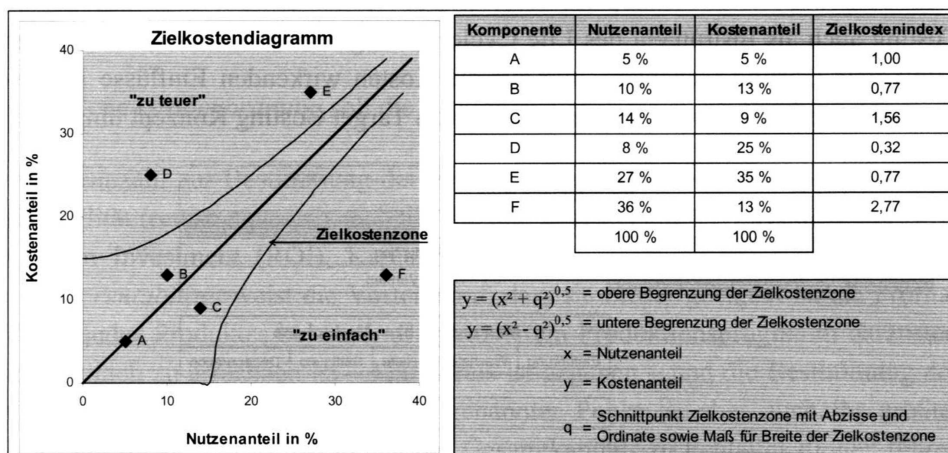 Zielkostendiagramm
40
30
20
10
0
0
10
20
30
40
Kostenanteil in %
Nutzenanteil in %
"zu teuer"
E
D
Zielkostenzone
B
F
C
"zu einfach"
A
Komponente Nutzenanteil Kostenanteil Zielkostenindex
A 5 % 5 % 1,00
B 10 % 13 % 0,77
C 14 % 9 % 1,56
D 8 % 25 % 0,32
E 27 % 35 % 0,77
F 36 % 13 % 2,77
100 % 100 %
y = (x² + q²)^0,5 = obere Begrenzung der Zielkostenzone
y = (x² - q²)^0,5 = untere Begrenzung der Zielkostenzone
x = Nutzenanteil
y = Kostenanteil
q = Schnittpunkt Zielkostenzone mit Abzisse und
Ordinate sowie Maß für Breite der Zielkostenzone